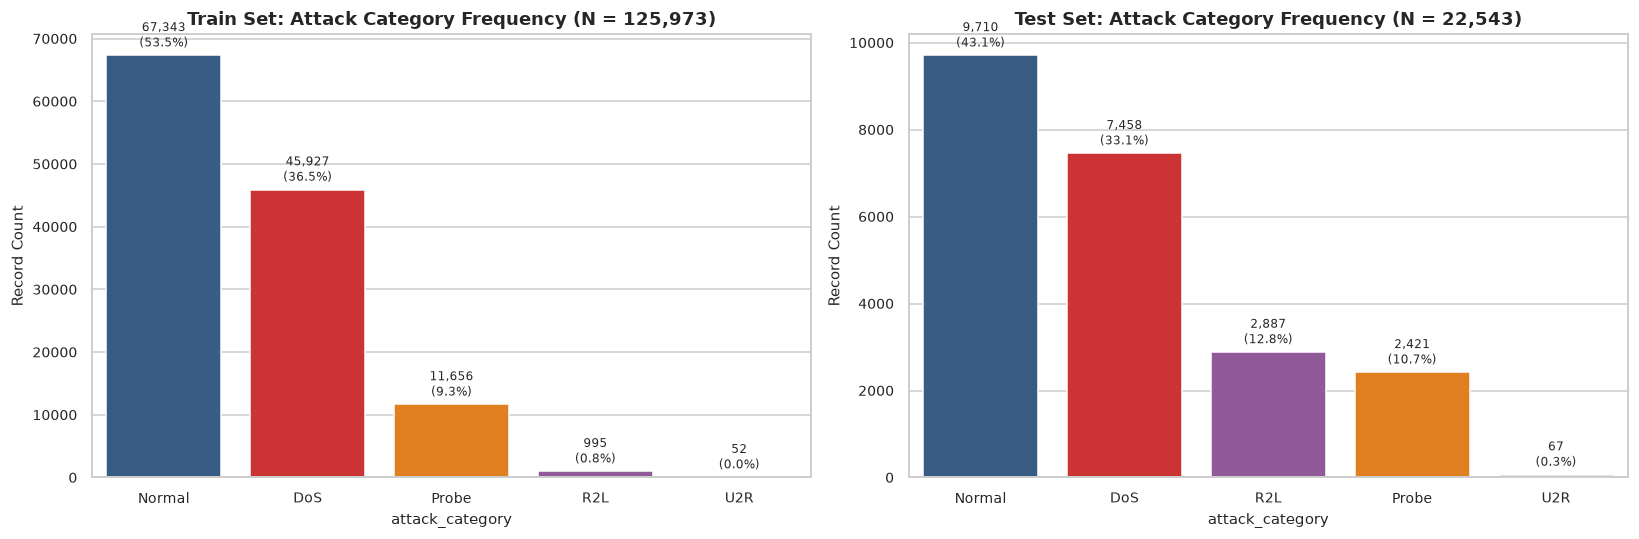 Train Set: Attack Category Frequency (N = 125,973)
Record Count
70000
60000
50000
40000
30000
20000
10000
0
67,343
(53.5%)
45,927
(36.5%)
11,656
(9.3%)
995
(0.8%)
52
(0.0%)
Normal
DoS
Probe
R2L
U2R
attack_category
Test Set: Attack Category Frequency (N = 22,543)
Record Count
10000
8000
6000
4000
2000
0
9,710
(43.1%)
7,458
(33.1%)
2,887
(12.8%)
2,421
(10.7%)
67
(0.3%)
Normal
DoS
R2L
Probe
U2R
attack_category